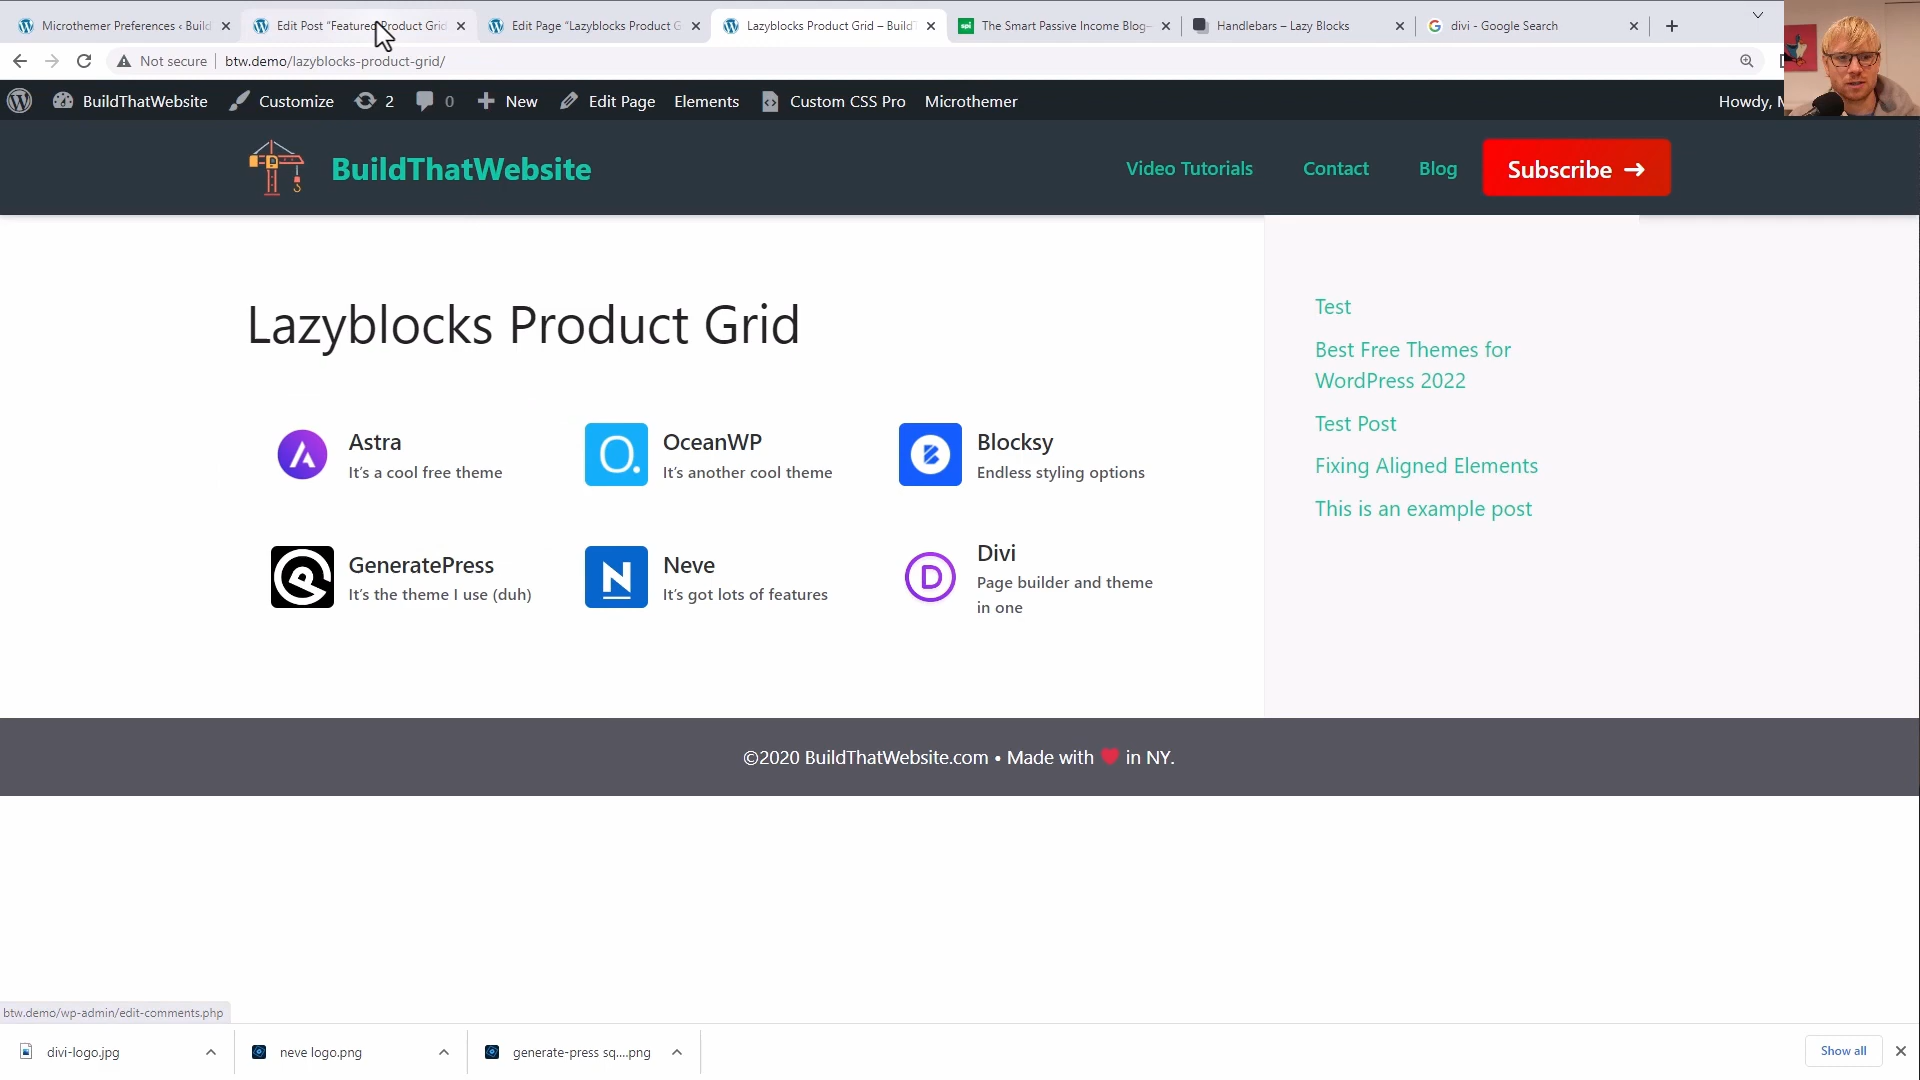 Microthemer Preferences ‹ Build
Edit Post “Featured Product Grid
Edit Page “Lazyblocks Product G
Lazyblocks Product Grid – BuildT
The Smart Passive Income Blog–
Handlebars – Lazy Blocks
divi - Google Search
Not secure
btw.demo/lazyblocks-product-grid/
BuildThatWebsite
Customize
2
0
New
Edit Page
Elements
Custom CSS Pro
Microthemer
Howdy, M
BuildThatWebsite
Video Tutorials
Contact
Blog
Subscribe →
Lazyblocks Product Grid
Astra
It’s a cool free theme
OceanWP
It’s another cool theme
Blocksy
Endless styling options
GeneratePress
It’s the theme I use (duh)
Neve
It’s got lots of features
Divi
Page builder and theme
in one
Test
Best Free Themes for
WordPress 2022
Test Post
Fixing Aligned Elements
This is an example post
©2020 BuildThatWebsite.com • Made with ❤ in NY.
btw.demo/wp-admin/edit-comments.php
divi-logo.jpg
neve logo.png
generate-press sq....png
Show all